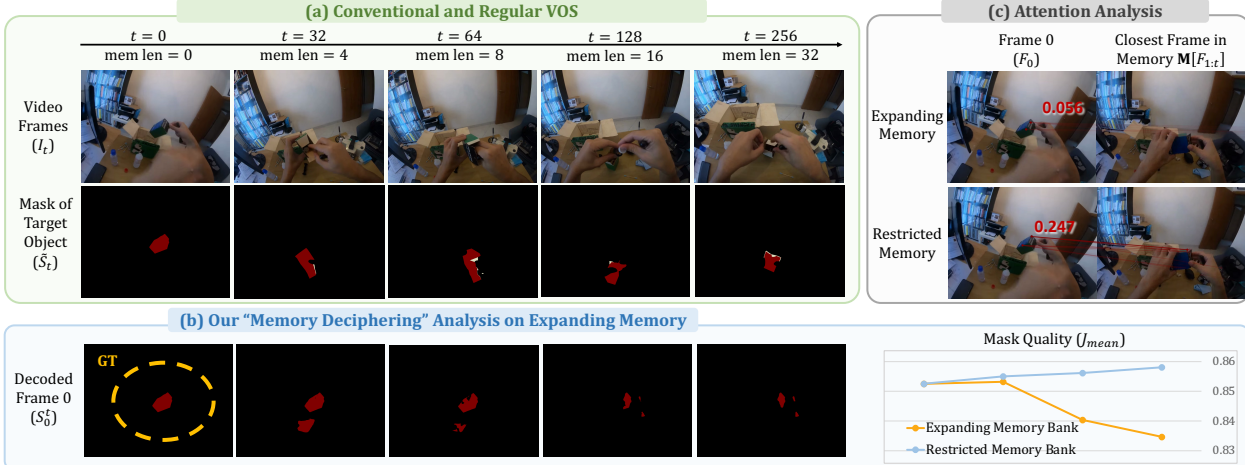 (a) Conventional and Regular VOS
t = 0
t = 32
t = 64
t = 128
t = 256
mem len = 0
mem len = 4
mem len = 8
mem len = 16
mem len = 32
Video
Frames
(I_t)
Mask of
Target
Object
(S̃_t)
(c) Attention Analysis
Frame 0
(F_0)
Closest Frame in
Memory M[F_{1:t}]
Expanding
Memory
0.056
Restricted
Memory
0.247
(b) Our “Memory Deciphering” Analysis on Expanding Memory
Decoded
Frame 0
(S_0^t)
GT
Mask Quality (J_{mean})
0.86
0.85
0.84
0.83
Expanding Memory Bank
Restricted Memory Bank